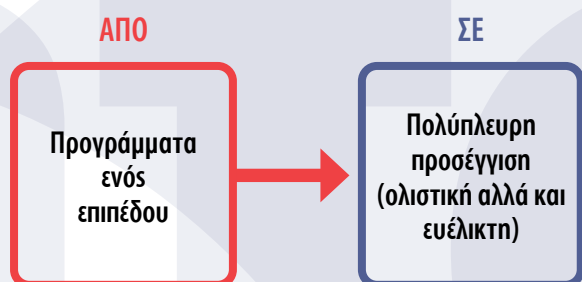 ΑΠΟ
ΣΕ
Προγράμματα
ενός
επιπέδου
Πολύπλευρη
προσέγγιση
(ολιστική αλλά και
ευέλικτη)